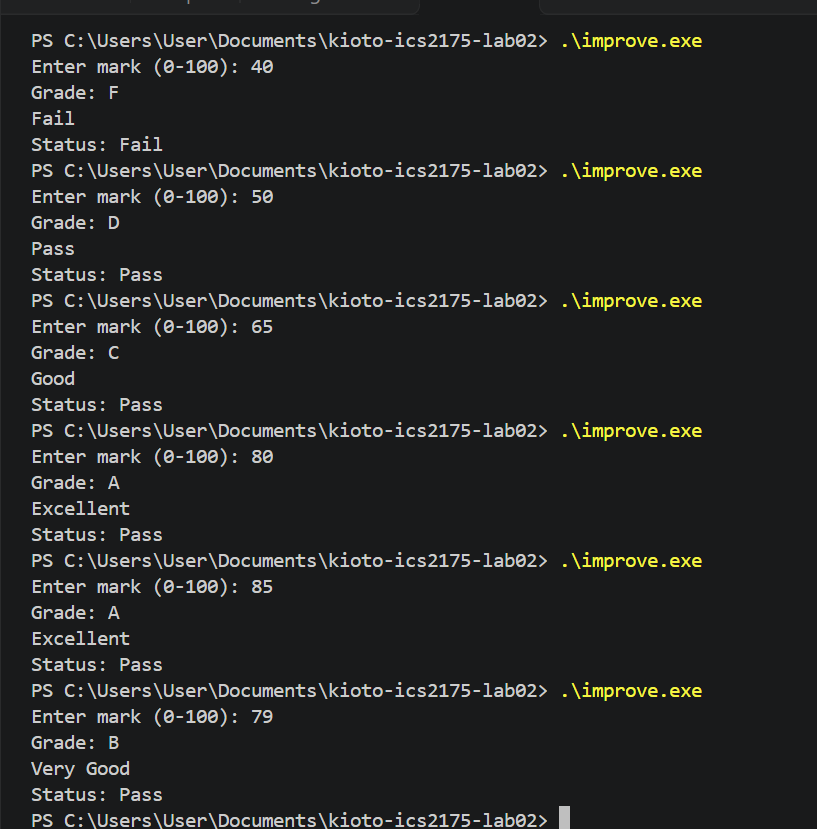 PS C:\Users\User\Documents\kioto-ics2175-lab02> .\improve.exe
Enter mark (0-100): 40
Grade: F
Fail
Status: Fail
PS C:\Users\User\Documents\kioto-ics2175-lab02> .\improve.exe
Enter mark (0-100): 50
Grade: D
Pass
Status: Pass
PS C:\Users\User\Documents\kioto-ics2175-lab02> .\improve.exe
Enter mark (0-100): 65
Grade: C
Good
Status: Pass
PS C:\Users\User\Documents\kioto-ics2175-lab02> .\improve.exe
Enter mark (0-100): 80
Grade: A
Excellent
Status: Pass
PS C:\Users\User\Documents\kioto-ics2175-lab02> .\improve.exe
Enter mark (0-100): 85
Grade: A
Excellent
Status: Pass
PS C:\Users\User\Documents\kioto-ics2175-lab02> .\improve.exe
Enter mark (0-100): 79
Grade: B
Very Good
Status: Pass
PS C:\Users\User\Documents\kioto-ics2175-lab02>